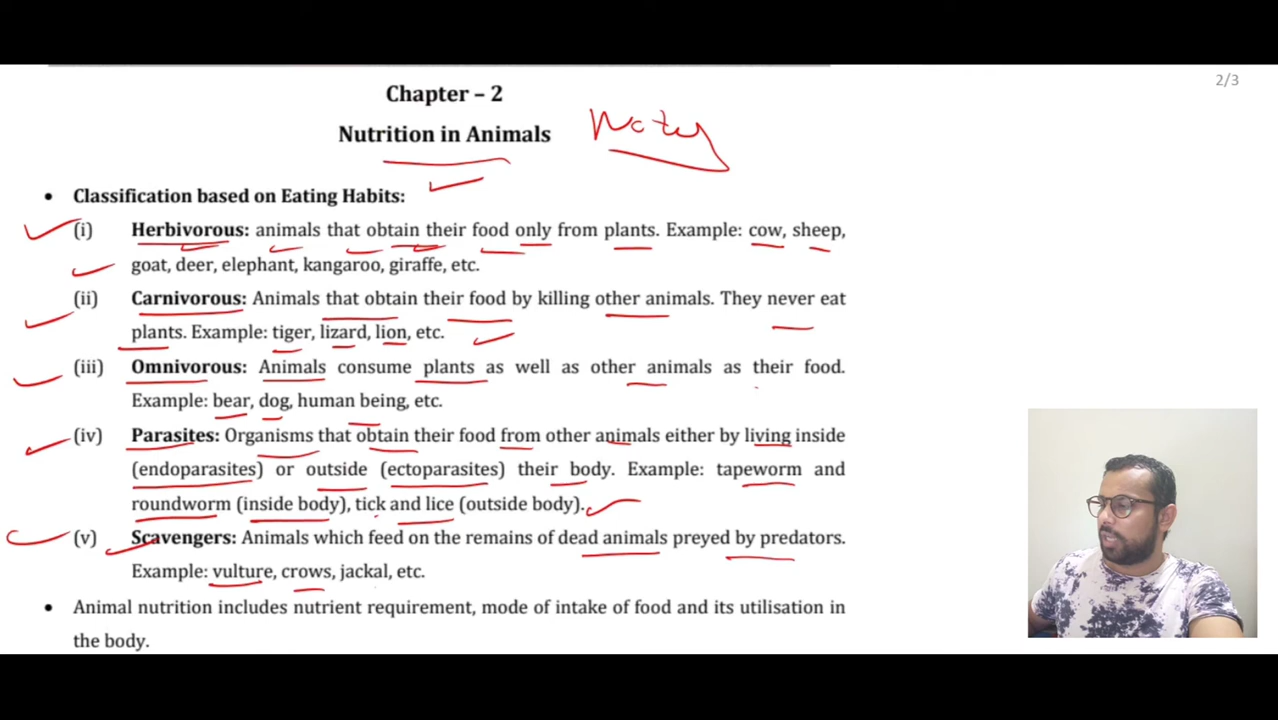 2/3
Chapter – 2
Nutrition in Animals
• Classification based on Eating Habits:
(i) Herbivorous: animals that obtain their food only from plants. Example: cow, sheep,
goat, deer, elephant, kangaroo, giraffe, etc.
(ii) Carnivorous: Animals that obtain their food by killing other animals. They never eat
plants. Example: tiger, lizard, lion, etc.
(iii) Omnivorous: Animals consume plants as well as other animals as their food.
Example: bear, dog, human being, etc.
(iv) Parasites: Organisms that obtain their food from other animals either by living inside
(endoparasites) or outside (ectoparasites) their body. Example: tapeworm and
roundworm (inside body), tick and lice (outside body).
(v) Scavengers: Animals which feed on the remains of dead animals preyed by predators.
Example: vulture, crows, jackal, etc.
• Animal nutrition includes nutrient requirement, mode of intake of food and its utilisation in
the body.